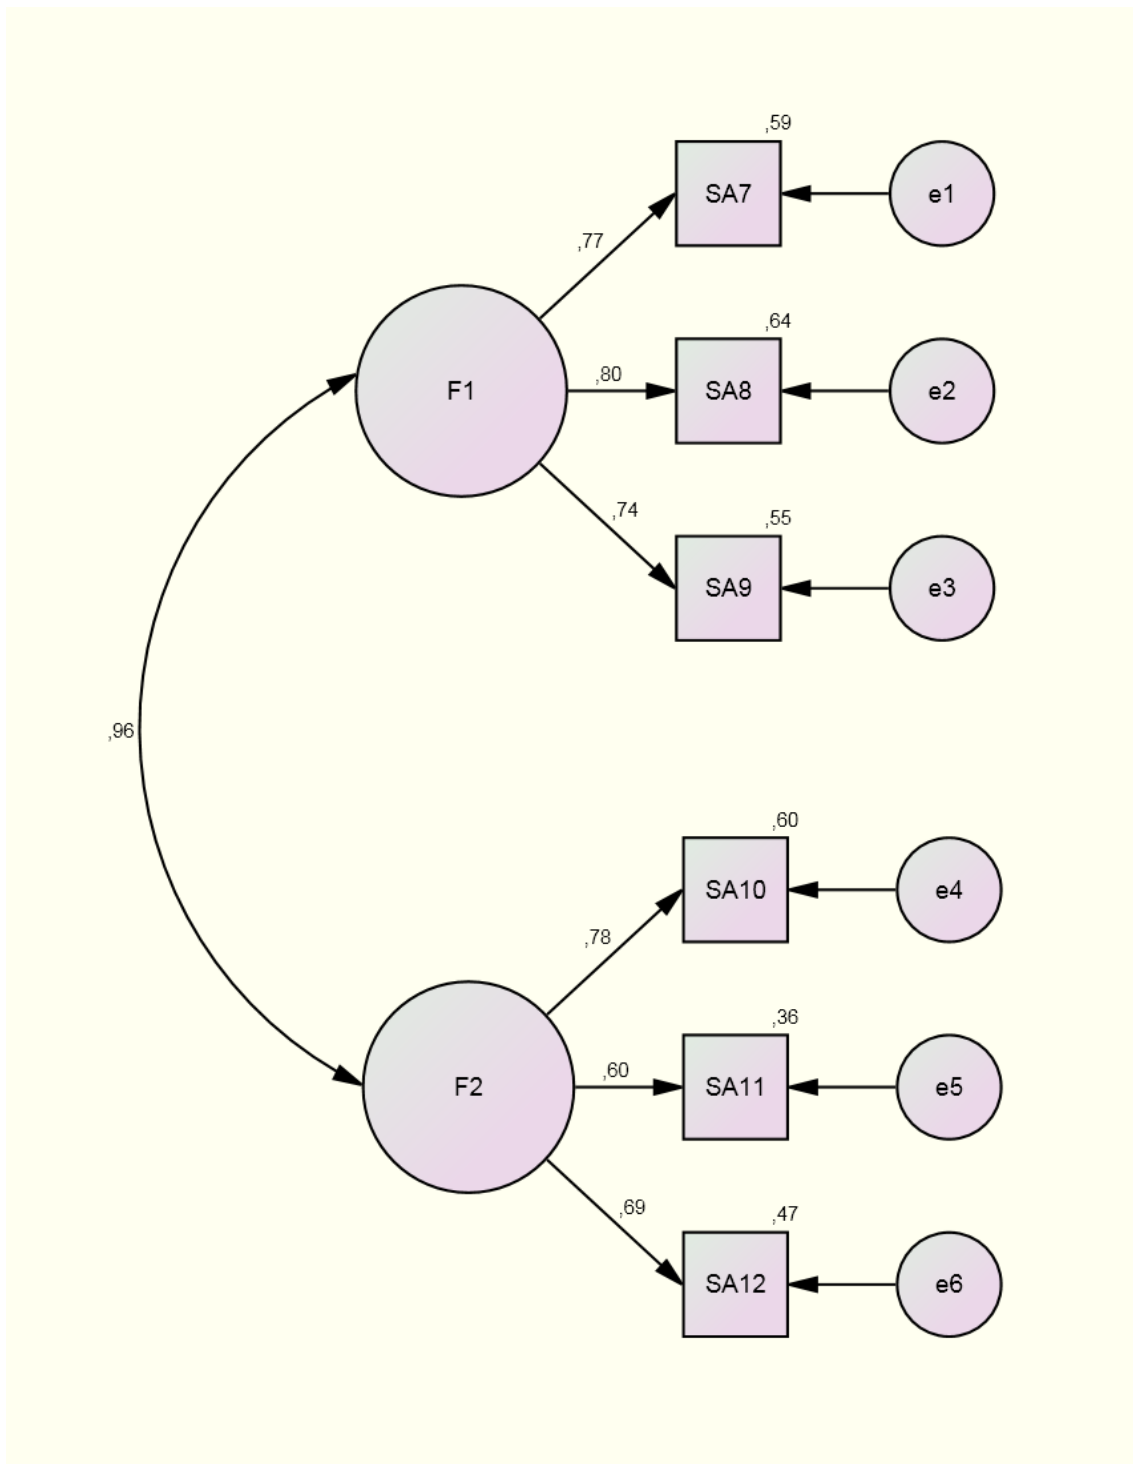 ,59
SA7
e1
,77
,64
F1
,80
SA8
e2
,74
,55
SA9
e3
,96
,60
SA10
e4
,78
,36
F2
,60
SA11
e5
,69
,47
SA12
e6